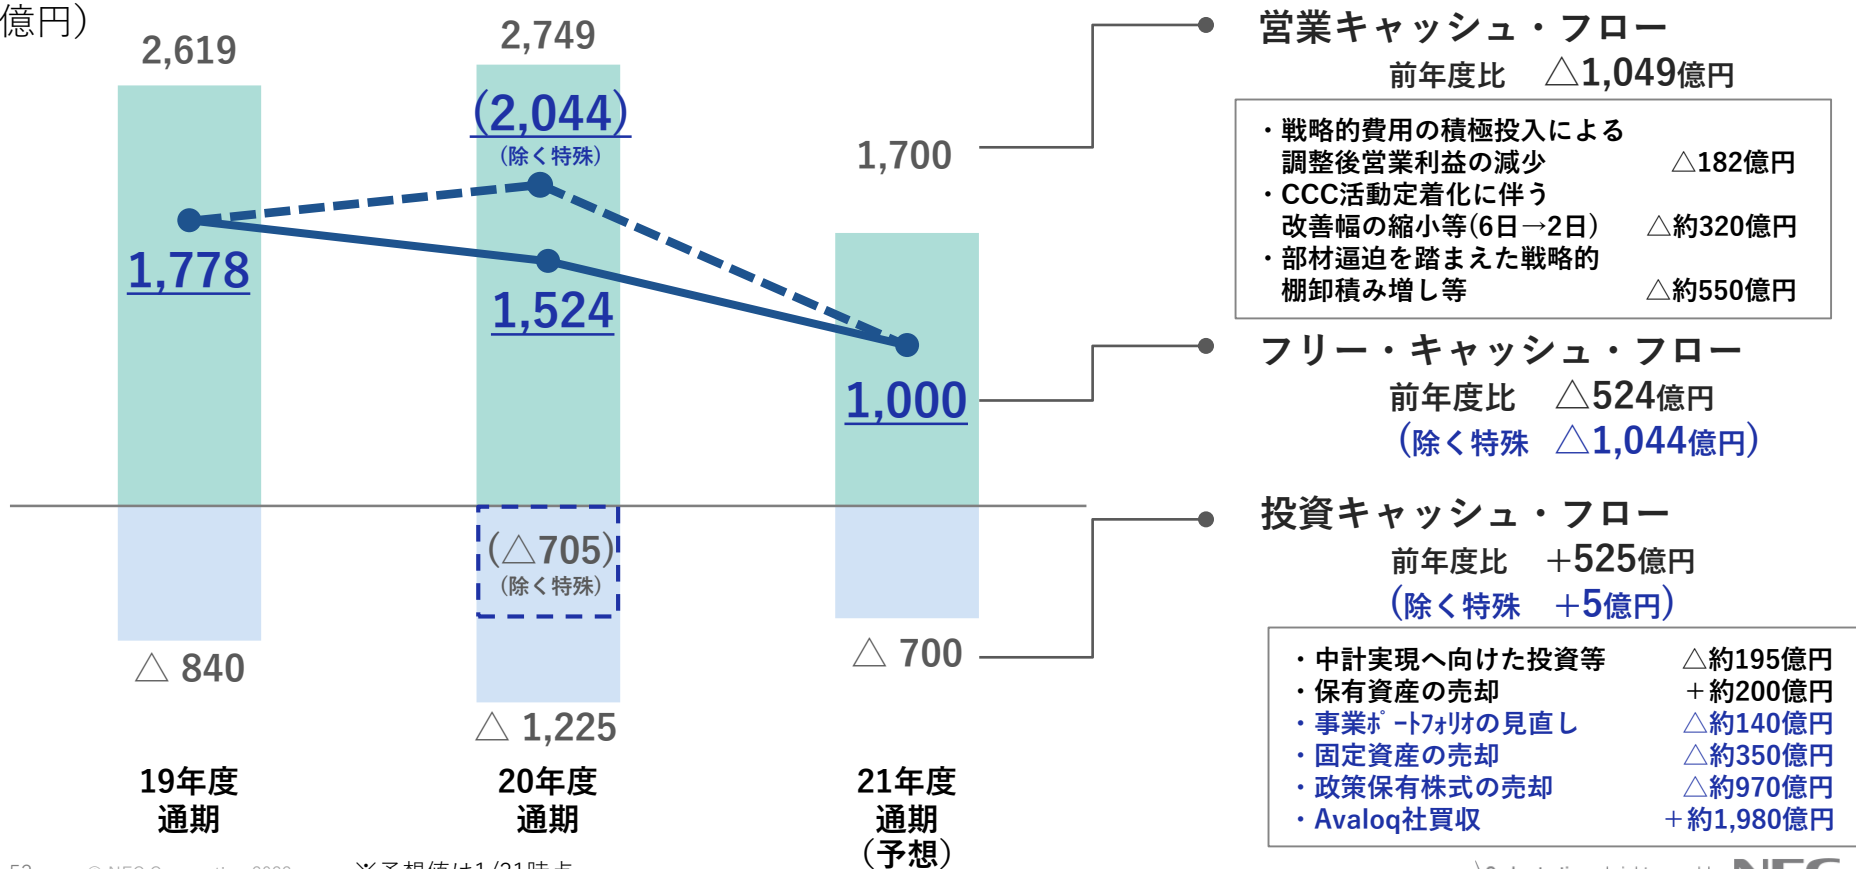 億円)
2,619
2,749
(2,044)
(除く特殊)
1,700
1,778
1,524
1,000
(△705)
(除く特殊)
△ 840
△ 1,225
△ 700
19年度
通期
20年度
通期
21年度
通期
(予想)
営業キャッシュ・フロー
前年度比 △1,049億円
・戦略的費用の積極投入による
調整後営業利益の減少 △182億円
・CCC活動定着化に伴う
改善幅の縮小等(6日→2日) △約320億円
・部材逼迫を踏まえた戦略的
棚卸積み増し等 △約550億円
フリー・キャッシュ・フロー
前年度比 △524億円
(除く特殊 △1,044億円)
投資キャッシュ・フロー
前年度比 +525億円
(除く特殊 +5億円)
・中計実現へ向けた投資等 △約195億円
・保有資産の売却 +約200億円
・事業ポートフォリオの見直し △約140億円
・固定資産の売却 △約350億円
・政策保有株式の売却 △約970億円
・Avaloq社買収 +約1,980億円
※予想値は1/31時点
NEC